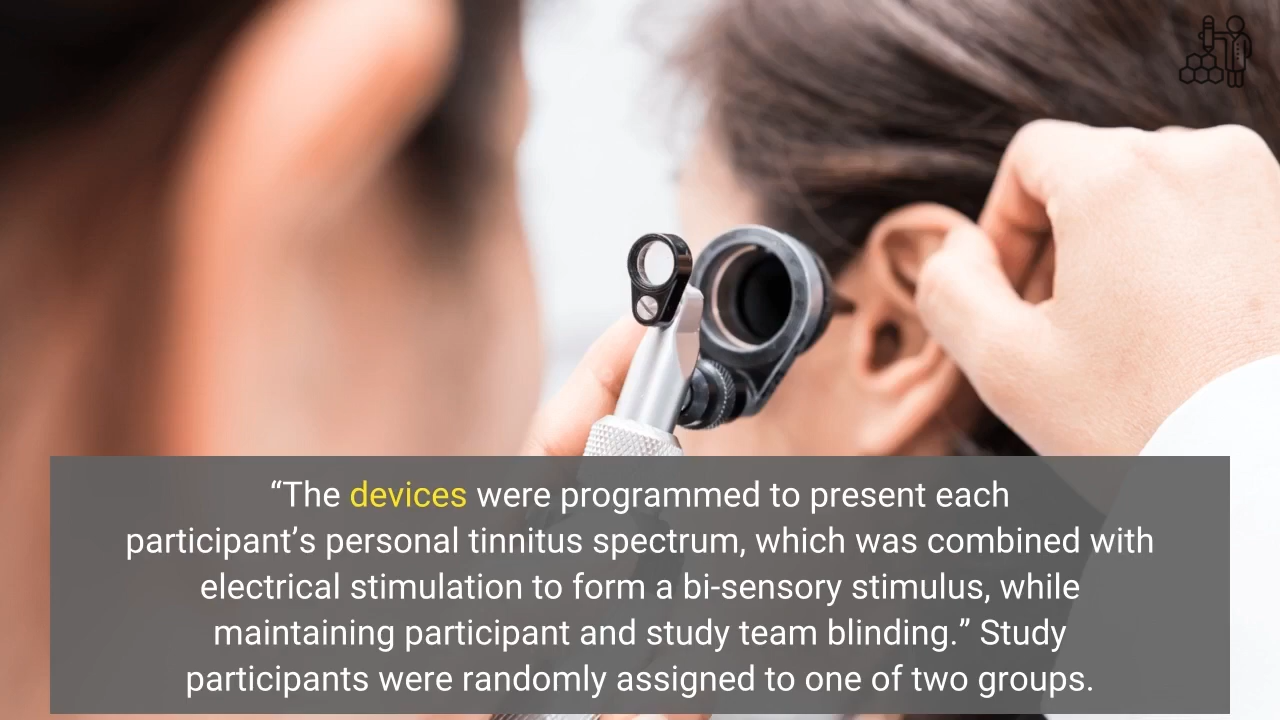 “The devices were programmed to present each
participant’s personal tinnitus spectrum, which was combined with
electrical stimulation to form a bi-sensory stimulus, while
maintaining participant and study team blinding.” Study
participants were randomly assigned to one of two groups.